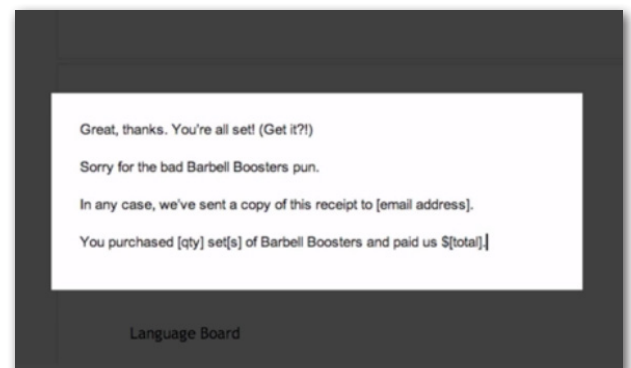 Great, thanks. You're all set! (Get it?!)
Sorry for the bad Barbell Boosters pun.
In any case, we've sent a copy of this receipt to [email address].
You purchased [qty] set[s] of Barbell Boosters and paid us $[total].
Language Board